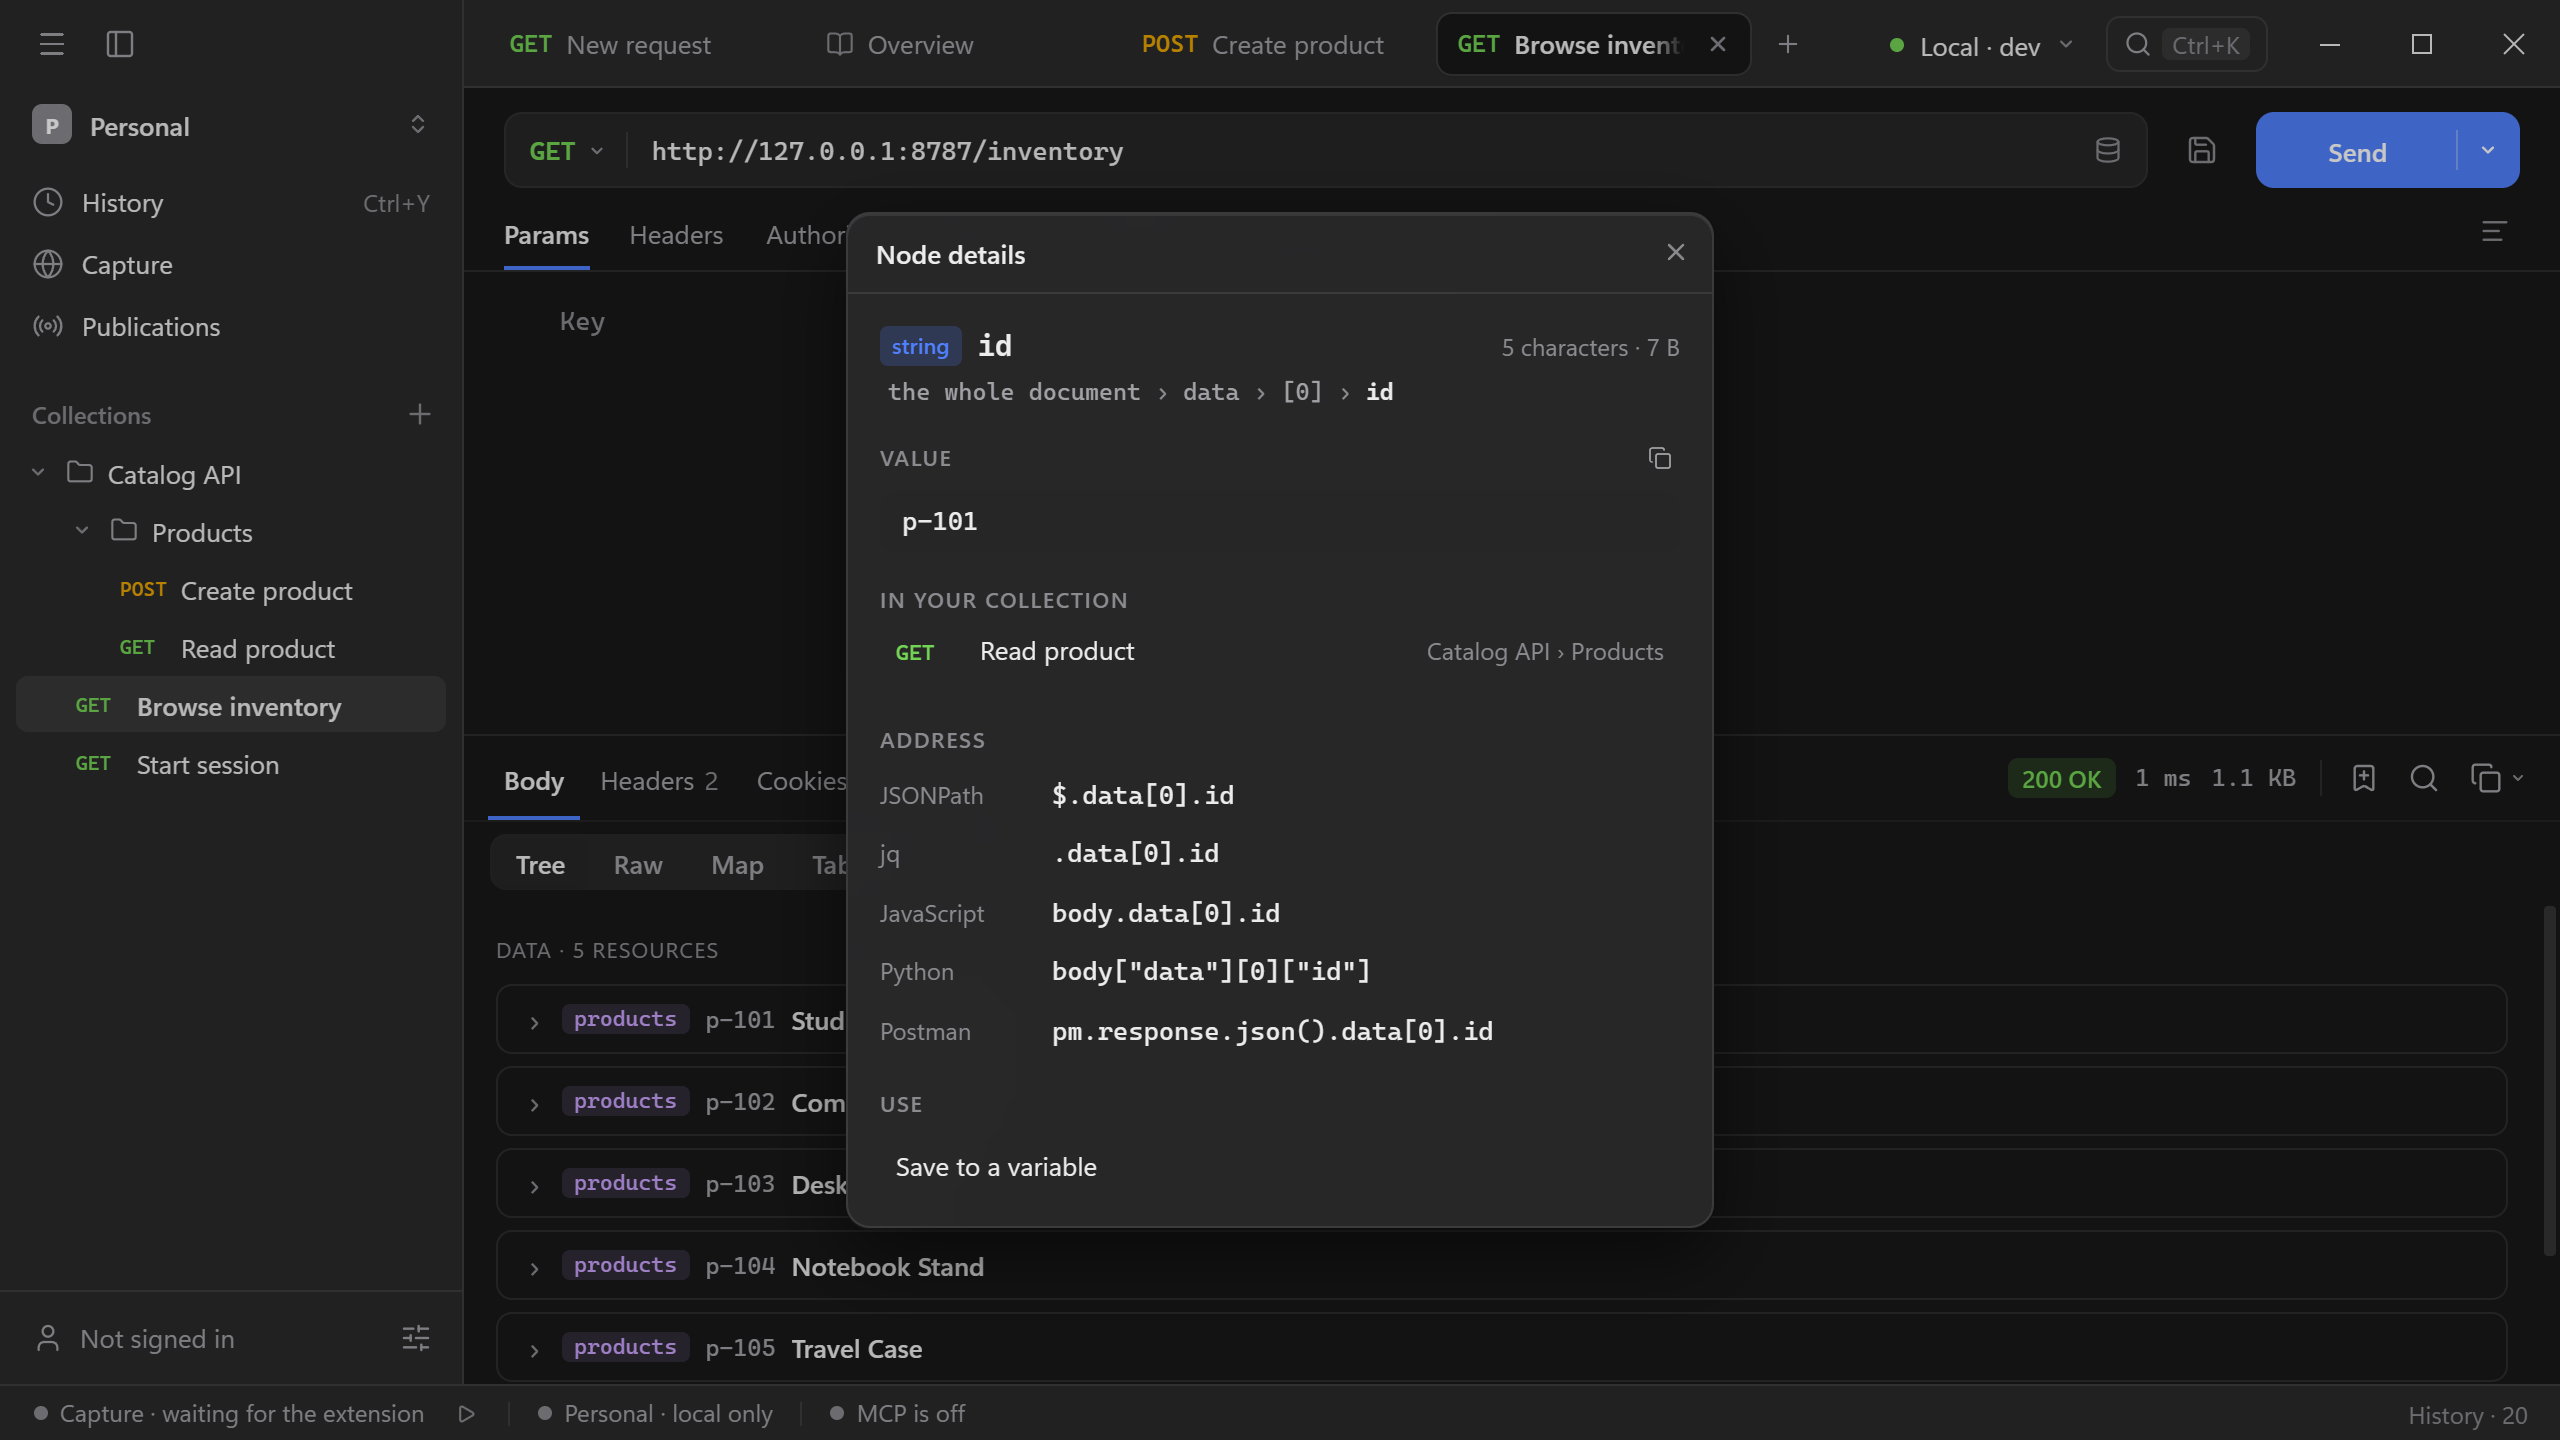 GET New request
Overview
POST Create product
GET Browse invent
Local · dev
Ctrl+K
P Personal
History Ctrl+Y
Capture
Publications
Collections
Catalog API
Products
POST Create product
GET Read product
GET Browse inventory
GET Start session
Not signed in
GET http://127.0.0.1:8787/inventory
Send
Params Headers Author
Key
Node details
string id 5 characters · 7 B
the whole document › data › [0] › id
VALUE
p-101
IN YOUR COLLECTION
GET Read product Catalog API › Products
ADDRESS
JSONPath $.data[0].id
jq .data[0].id
JavaScript body.data[0].id
Python body["data"][0]["id"]
Postman pm.response.json().data[0].id
USE
Save to a variable
Body Headers 2 Cookies
200 OK 1 ms 1.1 KB
Tree Raw Map Tab
DATA · 5 RESOURCES
products p-101 Stud
products p-102 Com
products p-103 Desk
products p-104 Notebook Stand
products p-105 Travel Case
Capture · waiting for the extension
Personal · local only
MCP is off
History · 20